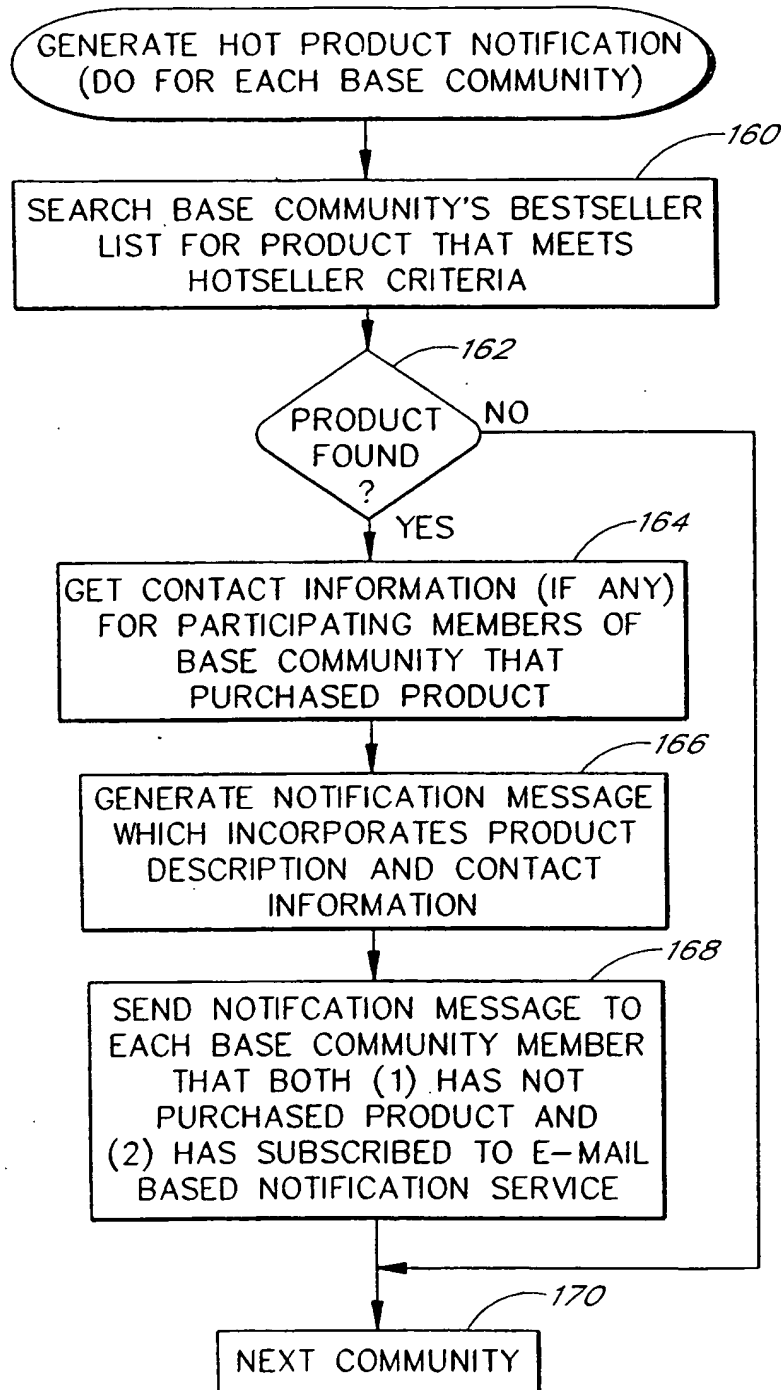 GENERATE HOT PRODUCT NOTIFICATION
(DO FOR EACH BASE COMMUNITY)
160
SEARCH BASE COMMUNITY'S BESTSELLER
LIST FOR PRODUCT THAT MEETS
HOTSELLER CRITERIA
162
PRODUCT
FOUND
?
NO
YES
164
GET CONTACT INFORMATION (IF ANY)
FOR PARTICIPATING MEMBERS OF
BASE COMMUNITY THAT
PURCHASED PRODUCT
166
GENERATE NOTIFICATION MESSAGE
WHICH INCORPORATES PRODUCT
DESCRIPTION AND CONTACT
INFORMATION
168
SEND NOTIFCATION MESSAGE TO
EACH BASE COMMUNITY MEMBER
THAT BOTH (1) HAS NOT
PURCHASED PRODUCT AND
(2) HAS SUBSCRIBED TO E-MAIL
BASED NOTIFICATION SERVICE
170
NEXT COMMUNITY